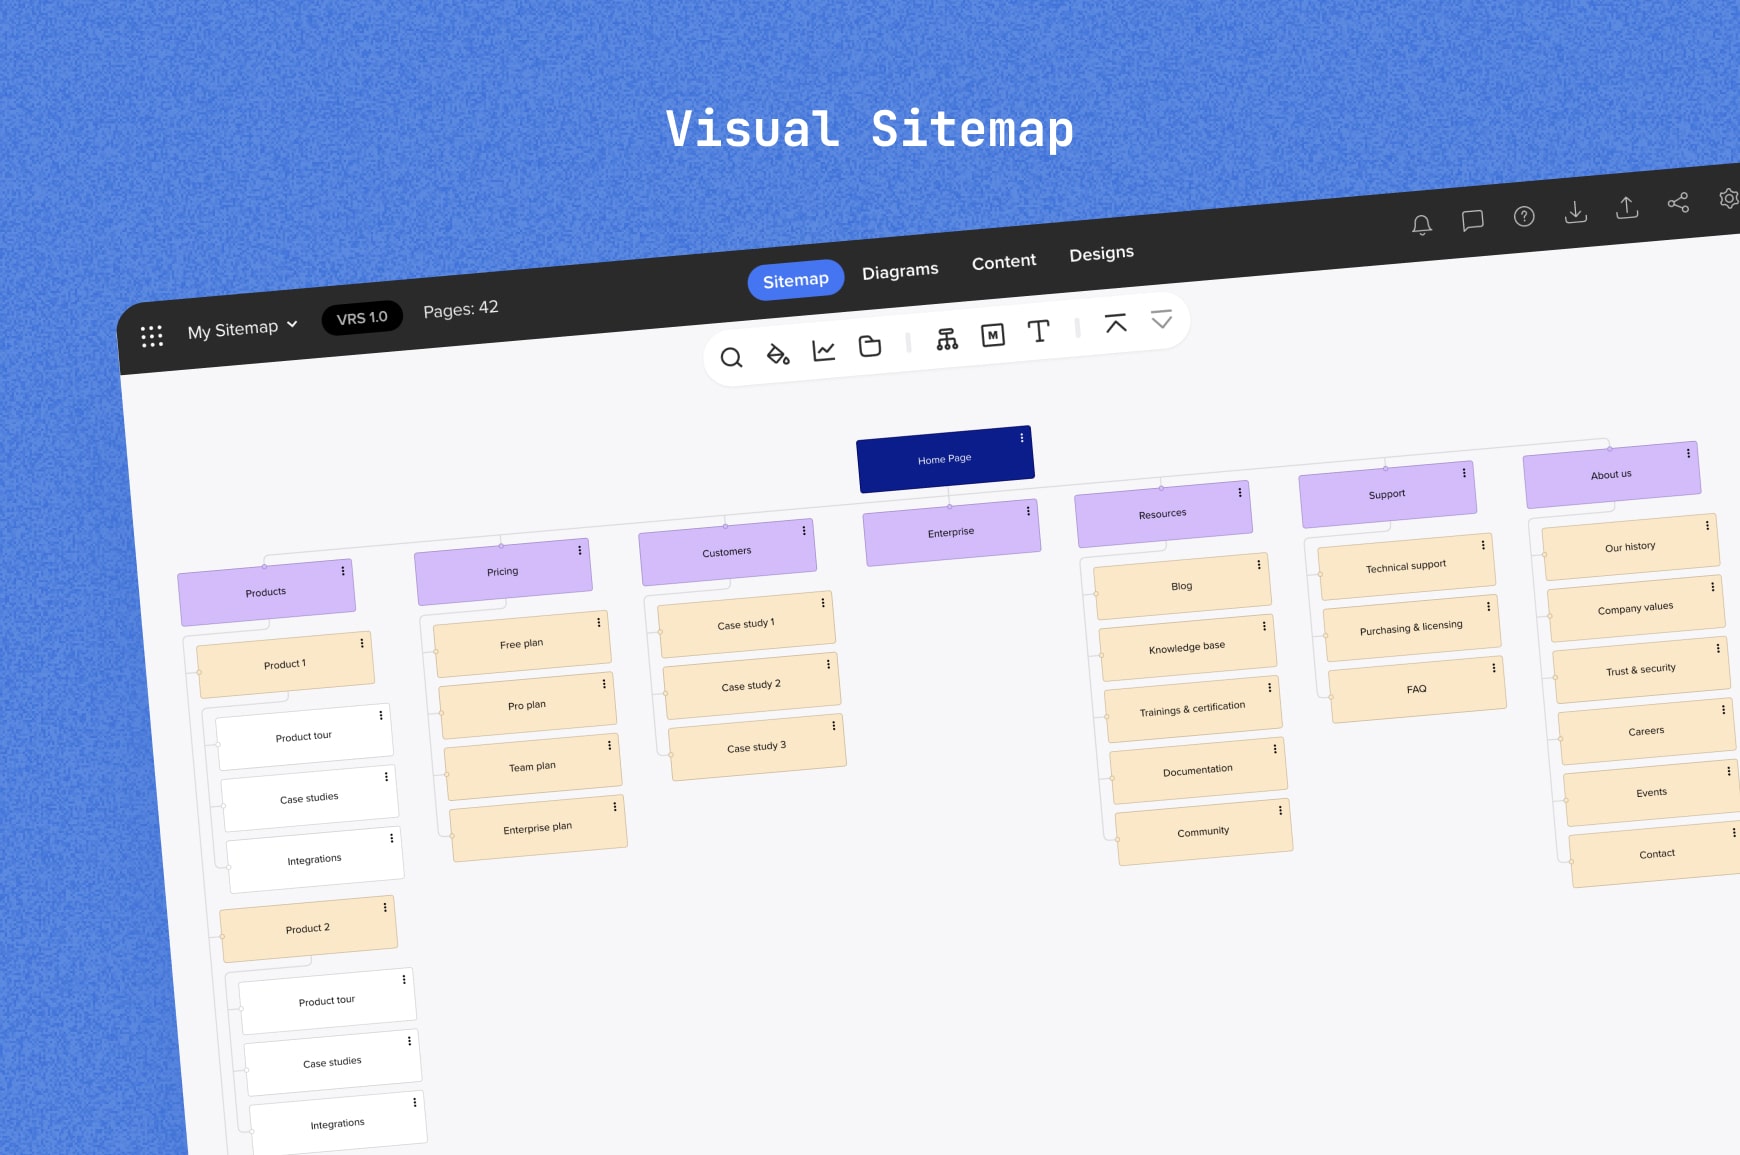 Visual Sitemap
My Sitemap
VRS 1.0
Pages: 42
Sitemap
Diagrams
Content
Designs
M
T
Home Page
Products
Product 1
Product tour
Case studies
Integrations
Product 2
Product tour
Case studies
Integrations
Pricing
Free plan
Pro plan
Team plan
Enterprise plan
Customers
Case study 1
Case study 2
Case study 3
Enterprise
Resources
Blog
Knowledge base
Trainings & certification
Documentation
Community
Support
Technical support
Purchasing & licensing
FAQ
About us
Our history
Company values
Trust & security
Careers
Events
Contact